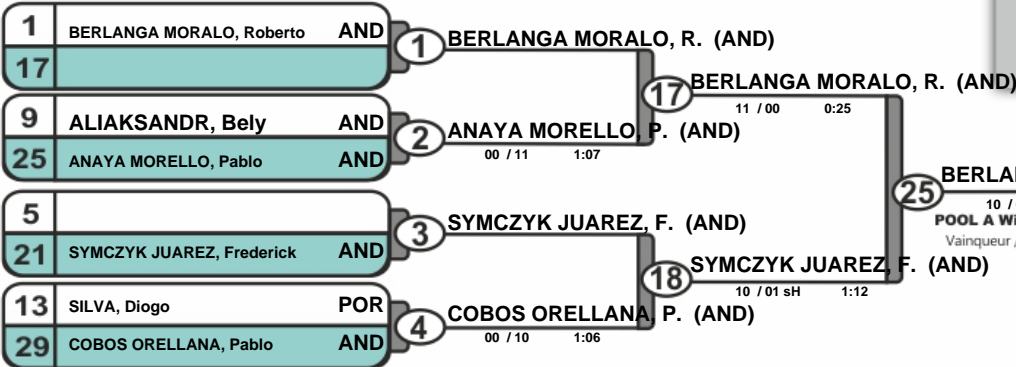 1 BERLANGA MORALO, Roberto AND
17
9 ALIAKSANDR, Bely AND
25 ANAYA MORELLO, Pablo AND
5
21 SYMCZYK JUAREZ, Frederick AND
13 SILVA, Diogo POR
29 COBOS ORELLANA, Pablo AND
1 BERLANGA MORALO, R. (AND)
2 ANAYA MORELLO, P. (AND)
00 / 11 1:07
3 SYMCZYK JUAREZ, F. (AND)
4 COBOS ORELLANA, P. (AND)
00 / 10 1:06
17 BERLANGA MORALO, R. (AND)
11 / 00 0:25
18 SYMCZYK JUAREZ, F. (AND)
10 / 01 sH 1:12
25
10 /
POOL A
Vainqueur